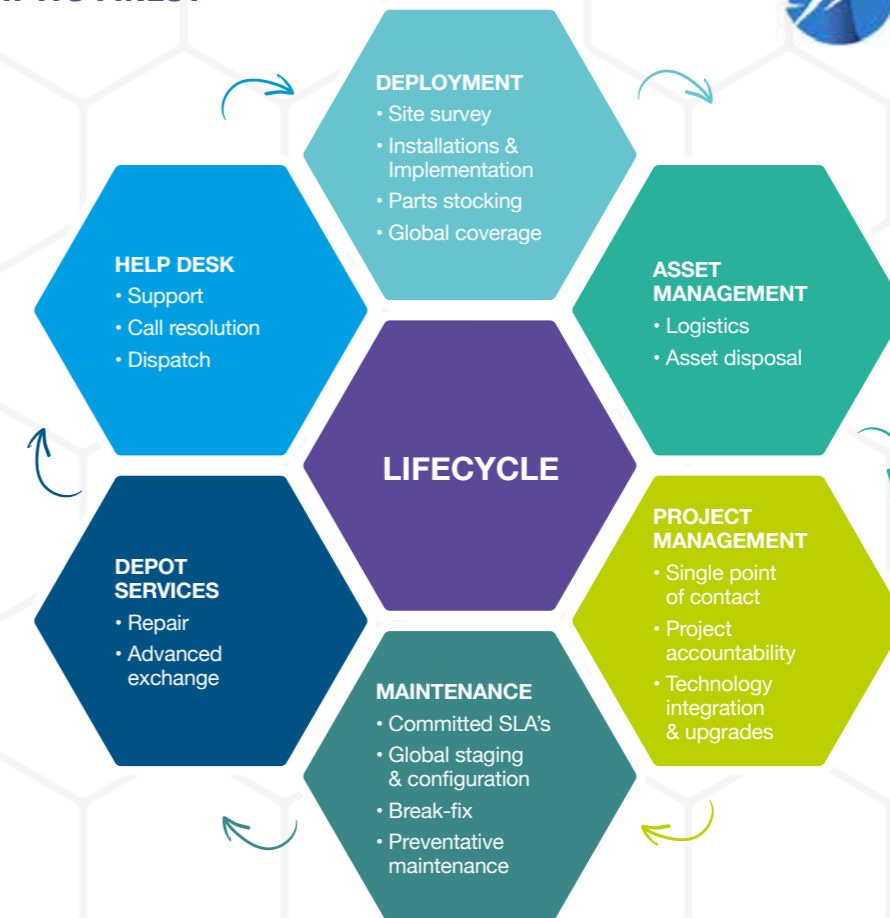 DEPLOYMENT
• Site survey
• Installations &
Implementation
• Parts stocking
• Global coverage
HELP DESK
• Support
• Call resolution
• Dispatch
ASSET
MANAGEMENT
• Logistics
• Asset disposal
LIFECYCLE
DEPOT
SERVICES
• Repair
• Advanced
exchange
PROJECT
MANAGEMENT
• Single point
of contact
• Project
accountability
• Technology
integration
& upgrades
MAINTENANCE
• Committed SLA's
• Global staging
& configuration
• Break-fix
• Preventative
maintenance